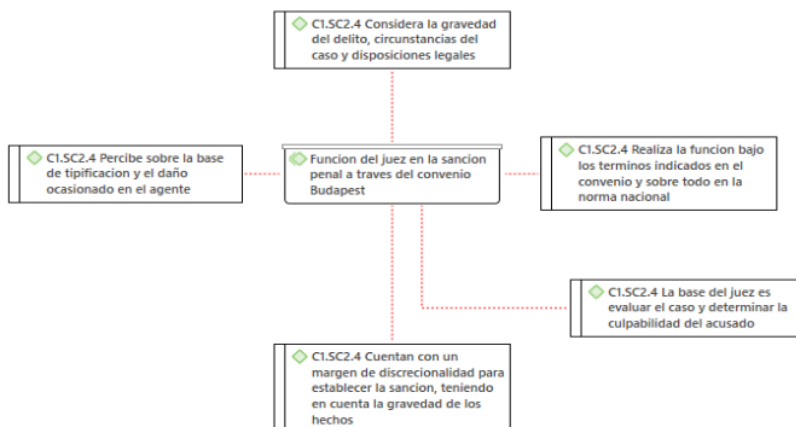 C1.SC2.4 Considera la gravedad
del delito, circunstancias del
caso y disposiciones legales
C1.SC2.4 Percibe sobre la base
de tipificacion y el daño
ocasionado en el agente
Funcion del juez en la sancion
penal a traves del convenio
Budapest
C1.SC2.4 Realiza la funcion bajo
los terminos indicados en el
convenio y sobre todo en la
norma nacional
C1.SC2.4 La base del juez es
evaluar el caso y determinar la
culpabilidad del acusado
C1.SC2.4 Cuentan con un
margen de discrecionalidad para
establecer la sancion, teniendo
en cuenta la gravedad de los
hechos